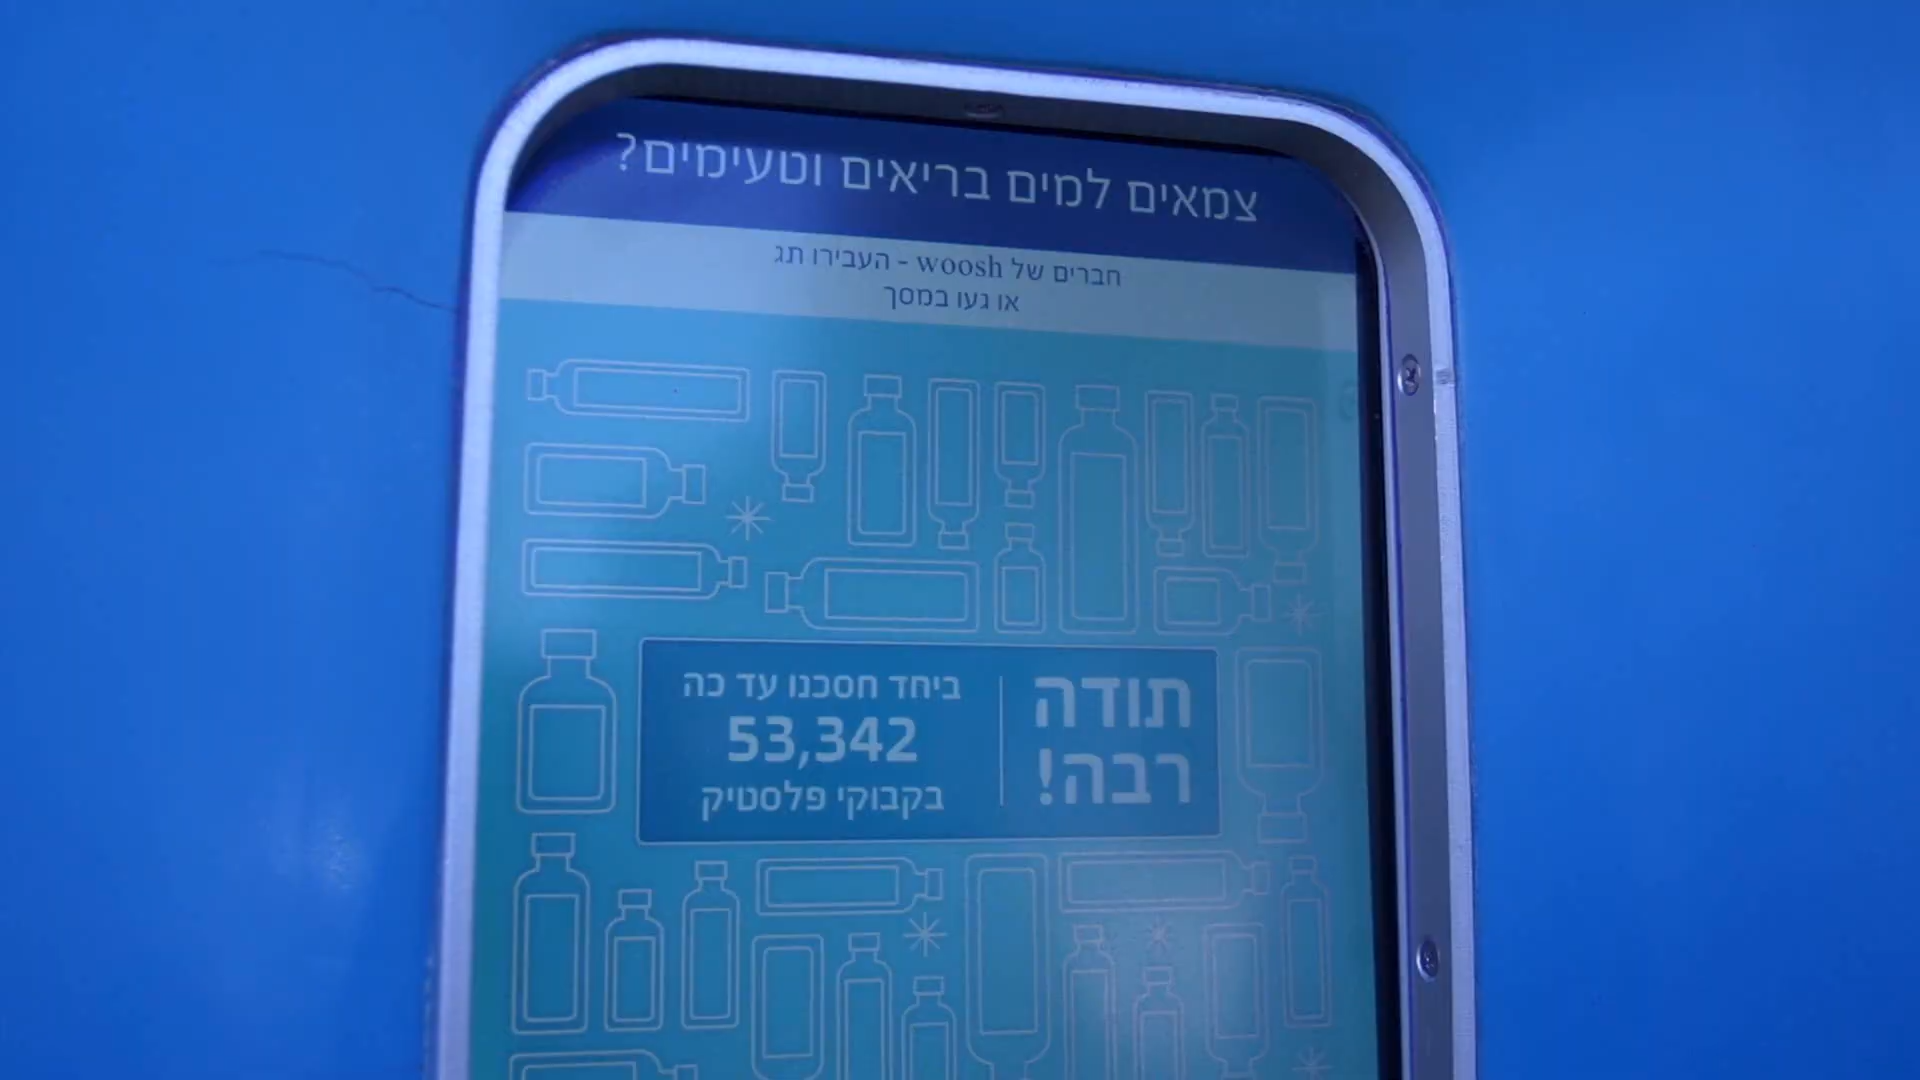 צמאים למים בריאים וטעימים?
חברים של woosh - העבירו תג
או געו במסך
תודה
רבה!
ביחד חסכנו עד כה
53,342
בקבוקי פלסטיק